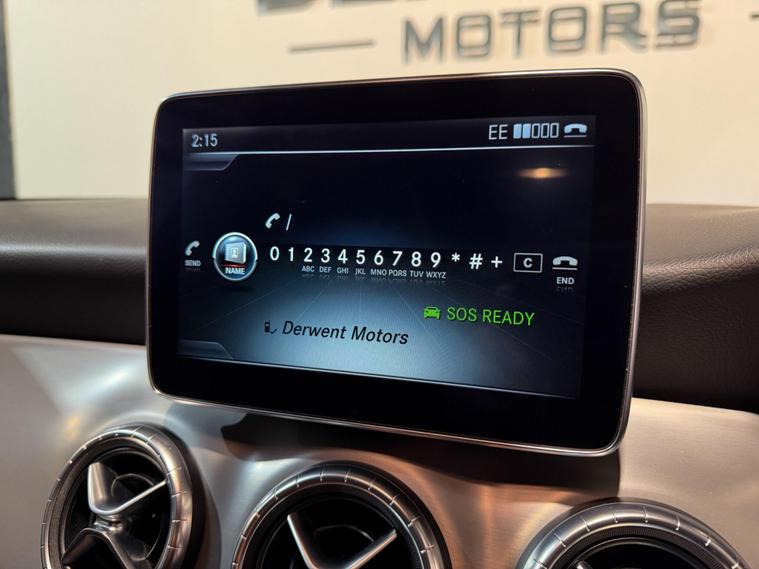 MOTORS
2:15
EE
SEND
NAME
0 1 2 3 4 5 6 7 8 9 * # + C
ABC DEF GHI JKL MNO PQRS TUV WXYZ
END
SOS READY
Derwent Motors